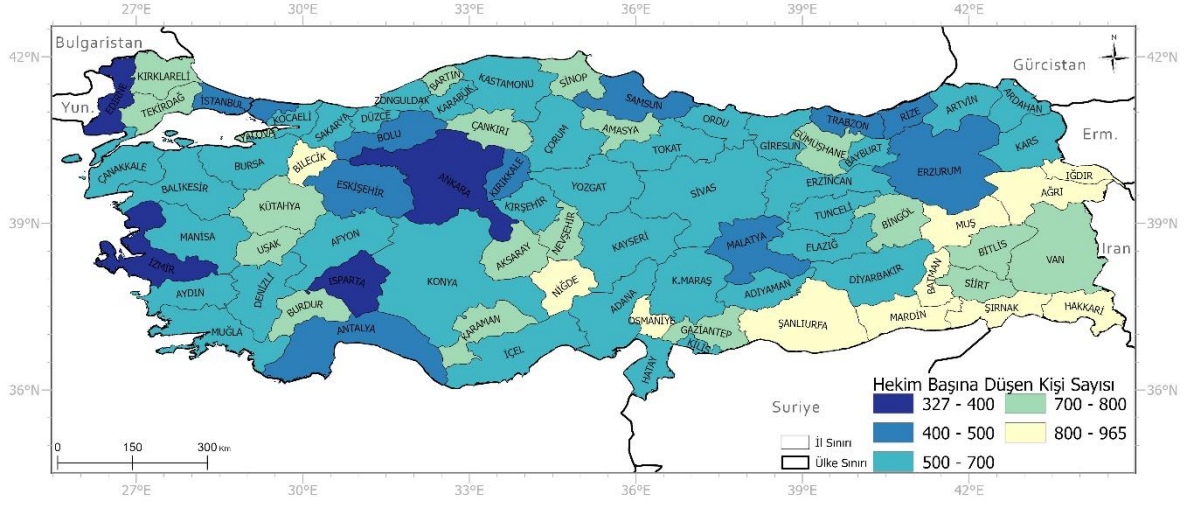 27°E 30°E 33°E 36°E 39°E 42°E
Bulgaristan
42°N 42°N
N
Gürcistan
KIRKLARELİ
EDİRNE
TEKİRDAĞ
Yun.
İSTANBUL
KOCAELİ
YALOVA
SAKARYA
DÜZCE
ZONGULDAK
BARTIN
KARABÜK
KASTAMONU
SİNOP
SAMSUN
ORDU
GİRESUN
TRABZON
RİZE
ARTVİN
ARDAHAN
Erm.
KARS
BOLU
ÇANKIRI
ÇORUM
AMASYA
TOKAT
GÜMÜŞHANE
BAYBURT
ERZURUM
IĞDIR
AĞRI
ÇANAKKALE
BURSA
BİLECİK
ESKİŞEHİR
ANKARA
KIRIKKALE
YOZGAT
SİVAS
ERZİNCAN
BALIKESİR
KÜTAHYA
KIRŞEHİR
TUNCELİ
BİNGÖL
MUŞ
39°N 39°N
Iran
MANİSA
UŞAK
AFYON
NEVŞEHİR
AKSARAY
KAYSERİ
MALATYA
ELAZIĞ
BİTLİS
VAN
İZMİR
DENİZLİ
ISPARTA
KONYA
NİĞDE
K.MARAŞ
DİYARBAKIR
BATMAN
SİİRT
AYDIN
BURDUR
ADANA
ADIYAMAN
MUĞLA
ANTALYA
KARAMAN
OSMANİYE
GAZİANTEP
ŞANLIURFA
MARDİN
ŞIRNAK
HAKKARİ
İÇEL
KİLİS
HATAY
36°N 36°N
Suriye
Hekim Başına Düşen Kişi Sayısı
327 - 400 700 - 800
400 - 500 800 - 965
500 - 700
İl Sınırı
Ülke Sınırı
0 150 300 Km
27°E 30°E 33°E 36°E 39°E 42°E